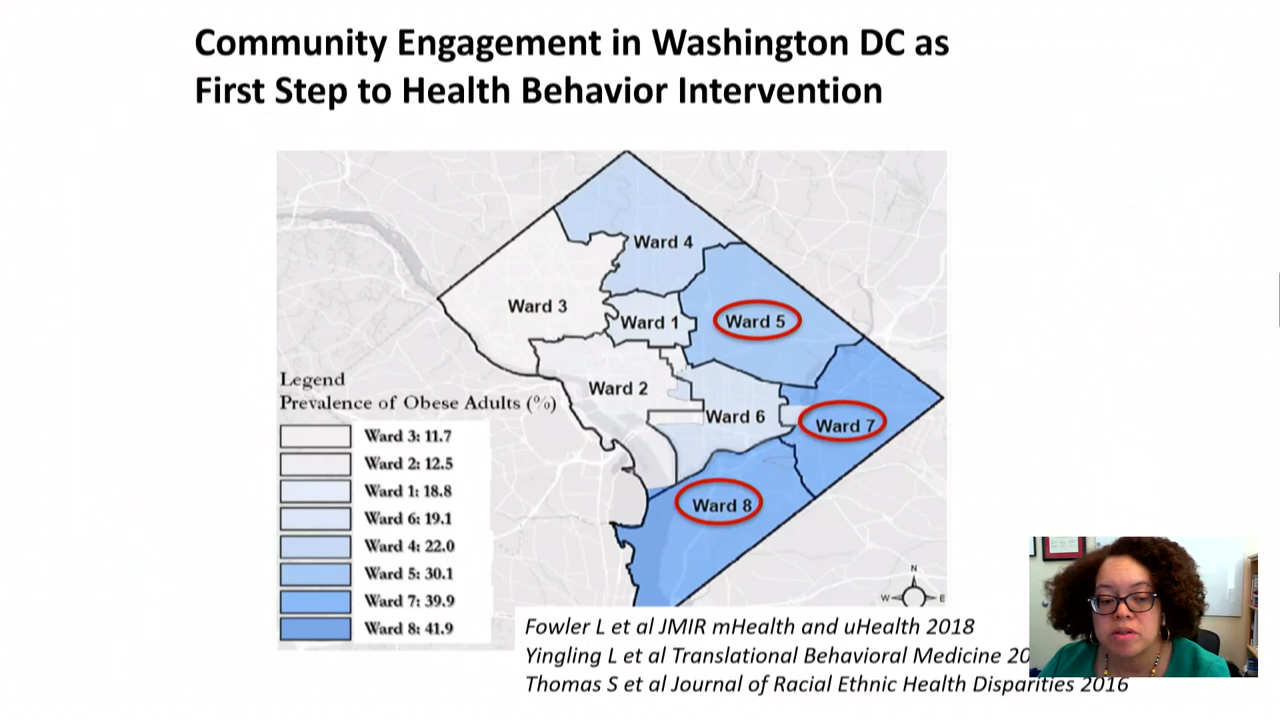 Community Engagement in Washington DC as
First Step to Health Behavior Intervention
Ward 4
Ward 3
Ward 1
Ward 5
Ward 2
Ward 6
Ward 7
Ward 8
Legend
Prevalence of Obese Adults (%)
Ward 3: 11.7
Ward 2: 12.5
Ward 1: 18.8
Ward 6: 19.1
Ward 4: 22.0
Ward 5: 30.1
Ward 7: 39.9
Ward 8: 41.9
N
W E
Fowler L et al JMIR mHealth and uHealth 2018
Yingling L et al Translational Behavioral Medicine 20
Thomas S et al Journal of Racial Ethnic Health Disparities 2016